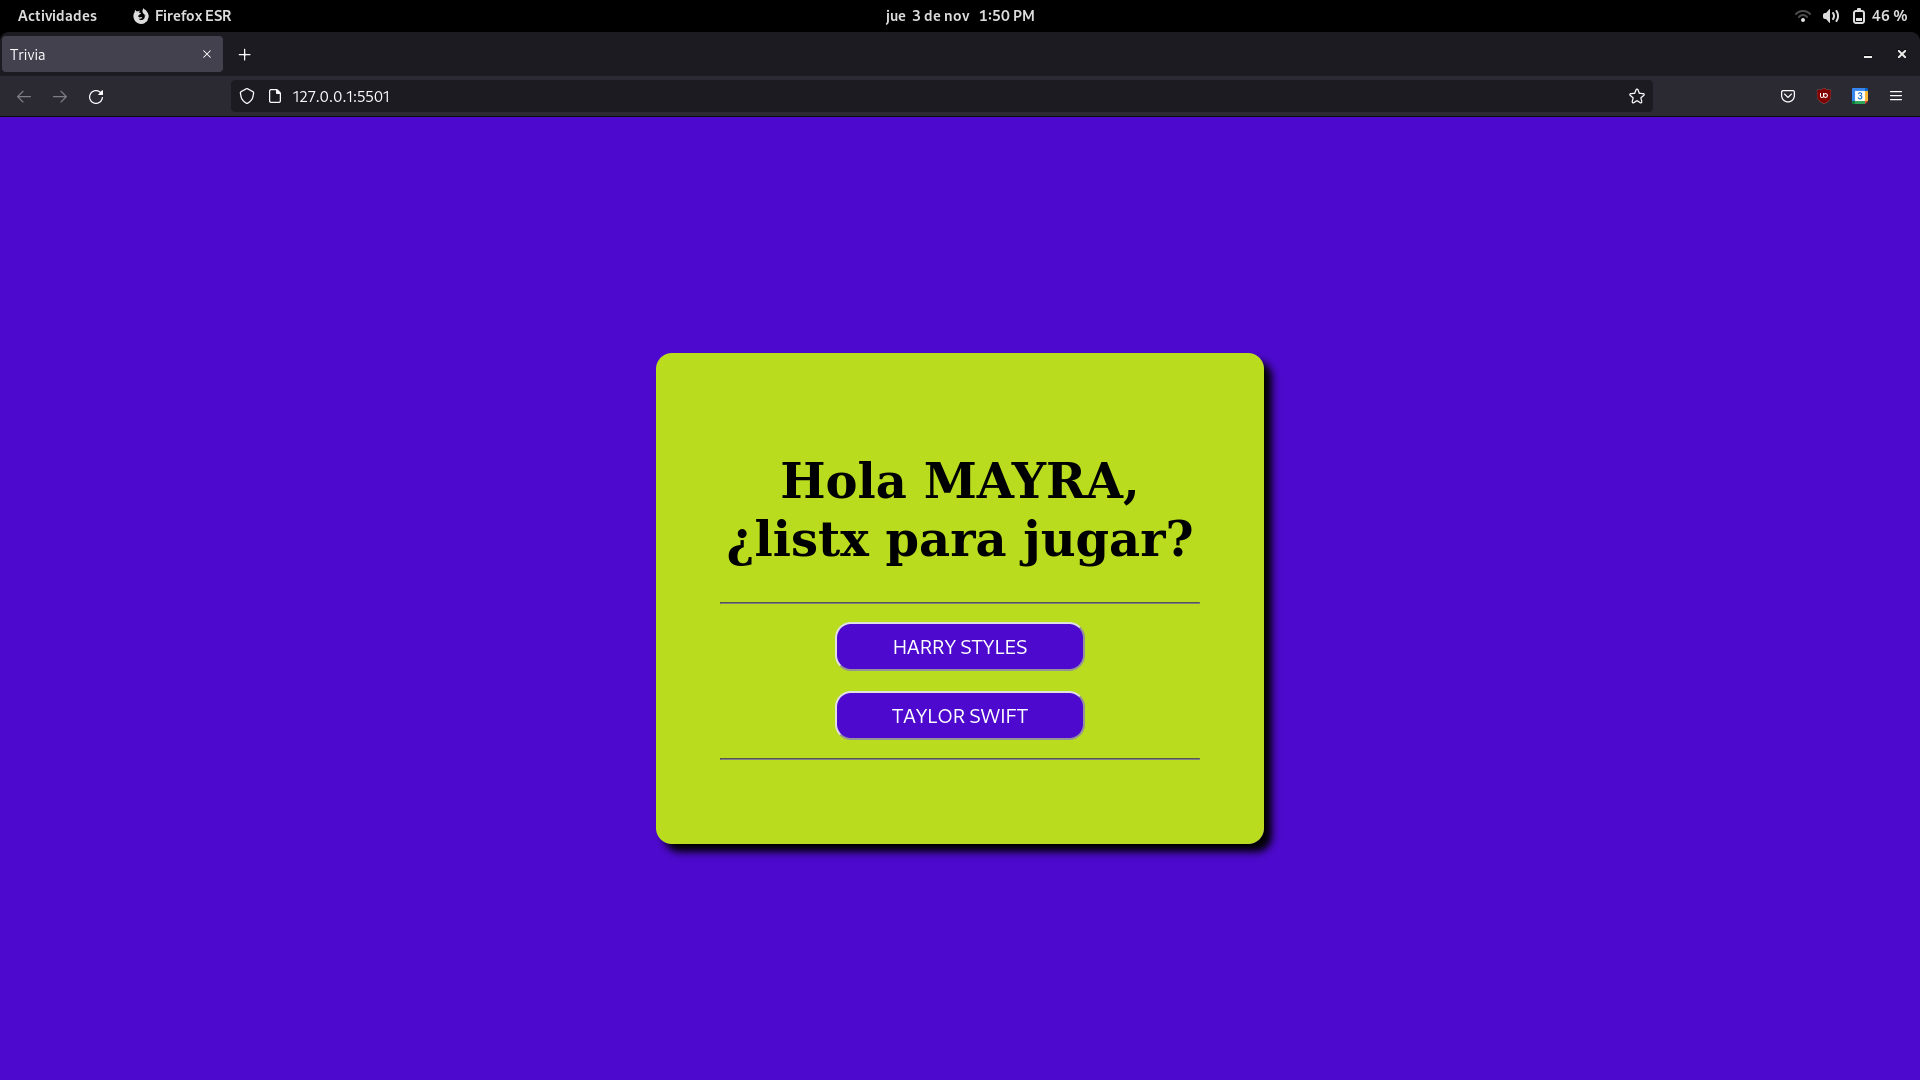 Actividades
Firefox ESR
jue 3 de nov 1:50 PM
46 %
Trivia
127.0.0.1:5501
3
Hola MAYRA,
¿listx para jugar?
HARRY STYLES
TAYLOR SWIFT